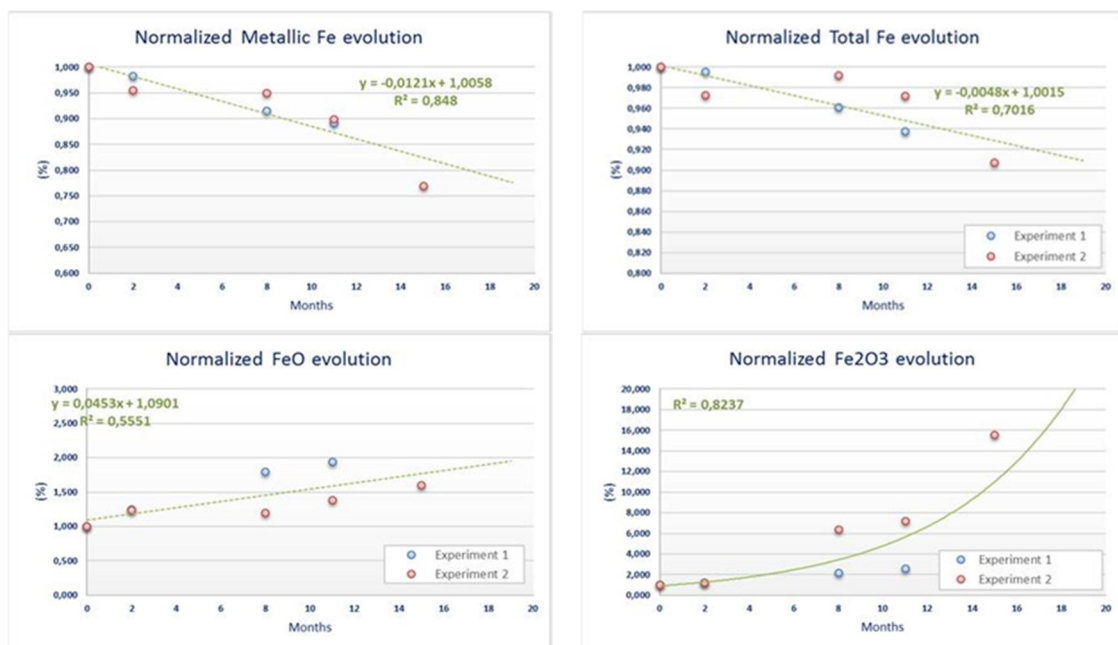 Normalized Metallic Fe evolution
1,000
0,950
0,900
0,850
0,800
0,750
0,700
0,650
0,600
(%)
y = -0,0121x + 1,0058
R² = 0,848
0 2 4 6 8 10 12 14 16 18 20
Months
Normalized Total Fe evolution
1,000
0,980
0,960
0,940
0,920
0,900
0,880
0,860
0,840
0,820
0,800
(%)
y = -0,0048x + 1,0015
R² = 0,7016
Experiment 1
Experiment 2
0 2 4 6 8 10 12 14 16 18 20
Months
Normalized FeO evolution
3,000
2,500
2,000
1,500
1,000
0,500
0,000
(%)
y = 0,0453x + 1,0901
R² = 0,5551
Experiment 1
Experiment 2
0 2 4 6 8 10 12 14 16 18 20
Months
Normalized Fe2O3 evolution
20,000
18,000
16,000
14,000
12,000
10,000
8,000
6,000
4,000
2,000
0,000
(%)
R² = 0,8237
Experiment 1
Experiment 2
0 2 4 6 8 10 12 14 16 18 20
Months